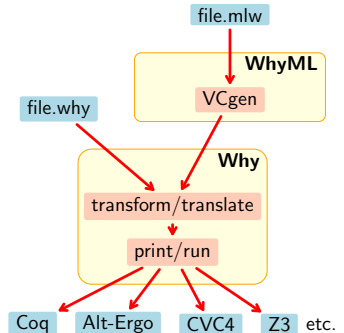 file.mlw
WhyML
VCgen
file.why
Why
transform/translate
print/run
Coq Alt-Ergo CVC4 Z3 etc.